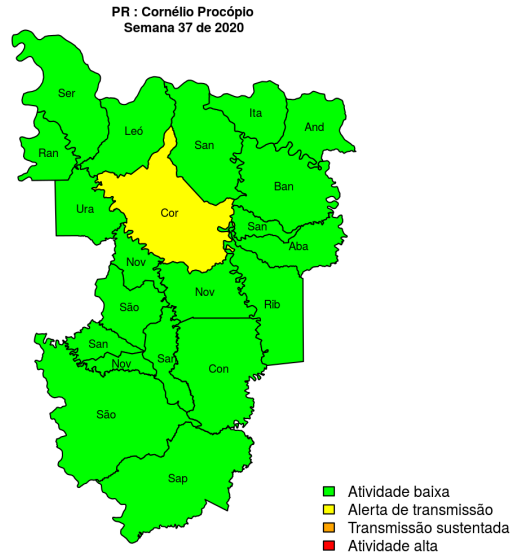 PR : Cornélio Procópio
Semana 37 de 2020
Ser
Ita
Leó
And
San
Ran
Ban
Ura
Cor
San
Aba
Nov
Nov
São
Rib
San
San
Nov
Con
São
Sap
Atividade baixa
Alerta de transmissão
Transmissão sustentada
Atividade alta